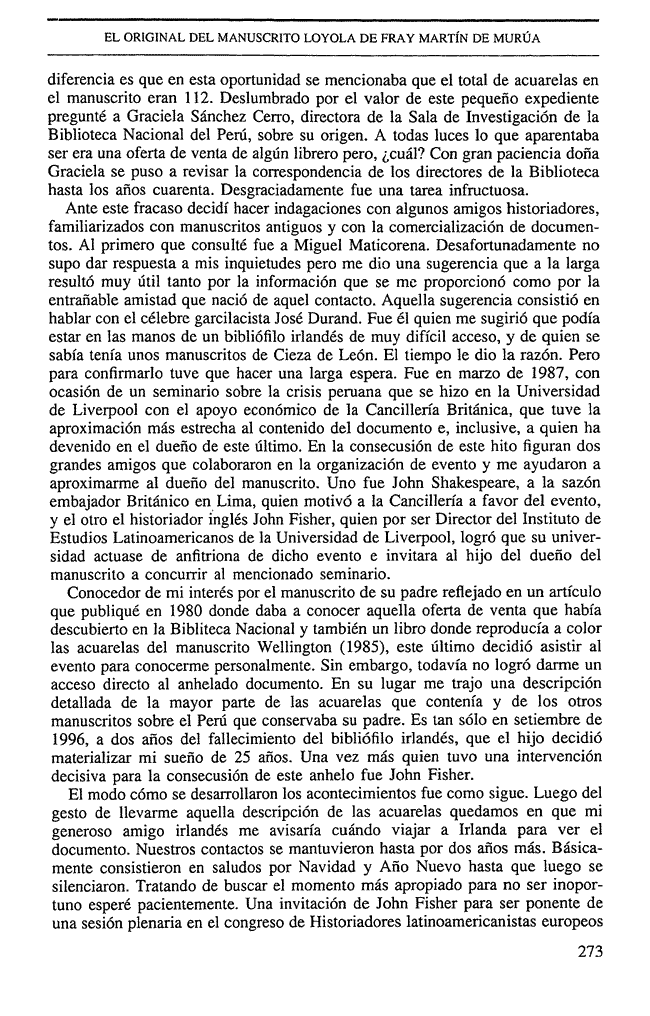 EL ORIGINAL DEL MANUSCRITO LOYOLA DE FRAY MARTÍN DE MURÚA
diferencia es que en esta oportunidad se mencionaba que el total de acuarelas en
el manuscrito eran 112. Deslumbrado por el valor de este pequeño expediente
pregunté a Graciela Sánchez Cerro, directora de la Sala de Investigación de la
Biblioteca Nacional del Perú, sobre su origen. A todas luces lo que aparentaba
ser era una oferta de venta de algún librero pero, ¿cuál? Con gran paciencia doña
Graciela se puso a revisar la correspondencia de los directores de la Biblioteca
hasta los años cuarenta. Desgraciadamente fue una tarea infructuosa.
Ante este fracaso decidí hacer indagaciones con algunos amigos historiadores,
familiarizados con manuscritos antiguos y con la comercialización de documen-
tos. Al primero que consulté fue a Miguel Maticorena. Desafortunadamente no
supo dar respuesta a mis inquietudes pero me dio una sugerencia que a la larga
resultó muy útil tanto por la información que se me proporcionó como por la
entrañable amistad que nació de aquel contacto. Aquella sugerencia consistió en
hablar con el célebre garcilacista José Durand. Fue él quien me sugirió que podía
estar en las manos de un bibliófilo irlandés de muy difícil acceso, y de quien se
sabía tenía unos manuscritos de Cieza de León. El tiempo le dio la razón. Pero
para confirmarlo tuve que hacer una larga espera. Fue en marzo de 1987, con
ocasión de un seminario sobre la crisis peruana que se hizo en la Universidad
de Liverpool con el apoyo económico de la Cancillería Británica, que tuve la
aproximación más estrecha al contenido del documento e, inclusive, a quien ha
devenido en el dueño de este último. En la consecusión de este hito figuran dos
grandes amigos que colaboraron en la organización de evento y me ayudaron a
aproximarme al dueño del manuscrito. Uno fue John Shakespeare, a la sazón
embajador Británico en Lima, quien motivó a la Cancillería a favor del evento,
y el otro el historiador inglés John Fisher, quien por ser Director del Instituto de
Estudios Latinoamericanos de la Universidad de Liverpool, logró que su univer-
sidad actuase de anfitriona de dicho evento e invitara al hijo del dueño del
manuscrito a concurrir al mencionado seminario.
Conocedor de mi interés por el manuscrito de su padre reflejado en un artículo
que publiqué en 1980 donde daba a conocer aquella oferta de venta que había
descubierto en la Bibliteca Nacional y también un libro donde reproducía a color
las acuarelas del manuscrito Wellington (1985), este último decidió asistir al
evento para conocerme personalmente. Sin embargo, todavía no logró darme un
acceso directo al anhelado documento. En su lugar me trajo una descripción
detallada de la mayor parte de las acuarelas que contenía y de los otros
manuscritos sobre el Perú que conservaba su padre. Es tan sólo en setiembre de
1996, a dos años del fallecimiento del bibliófilo irlandés, que el hijo decidió
materializar mi sueño de 25 años. Una vez más quien tuvo una intervención
decisiva para la consecusión de este anhelo fue John Fisher.
El modo cómo se desarrollaron los acontecimientos fue como sigue. Luego del
gesto de llevarme aquella descripción de las acuarelas quedamos en que mi
generoso amigo irlandés me avisaría cuándo viajar a Irlanda para ver el
documento. Nuestros contactos se mantuvieron hasta por dos años más. Básica-
mente consistieron en saludos por Navidad y Año Nuevo hasta que luego se
silenciaron. Tratando de buscar el momento más apropiado para no ser inopor-
tuno esperé pacientemente. Una invitación de John Fisher para ser ponente de
una sesión plenaria en el congreso de Historiadores latinoamericanistas europeos
273